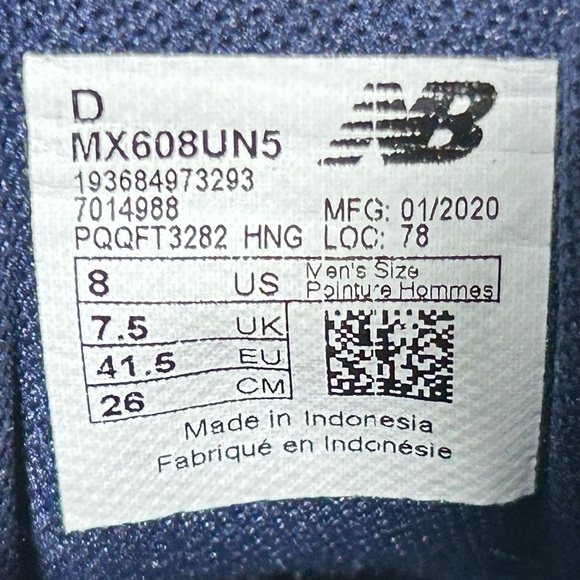 D
NB
MX608UN5
193684973293
7014988 MFG: 01/2020
PQQFT3282 HNG LOC: 78
8 US Men's Size
Pointure Hommes
7.5 UK
41.5 EU
26 CM
Made in Indonesia
Fabriqué en Indonésie